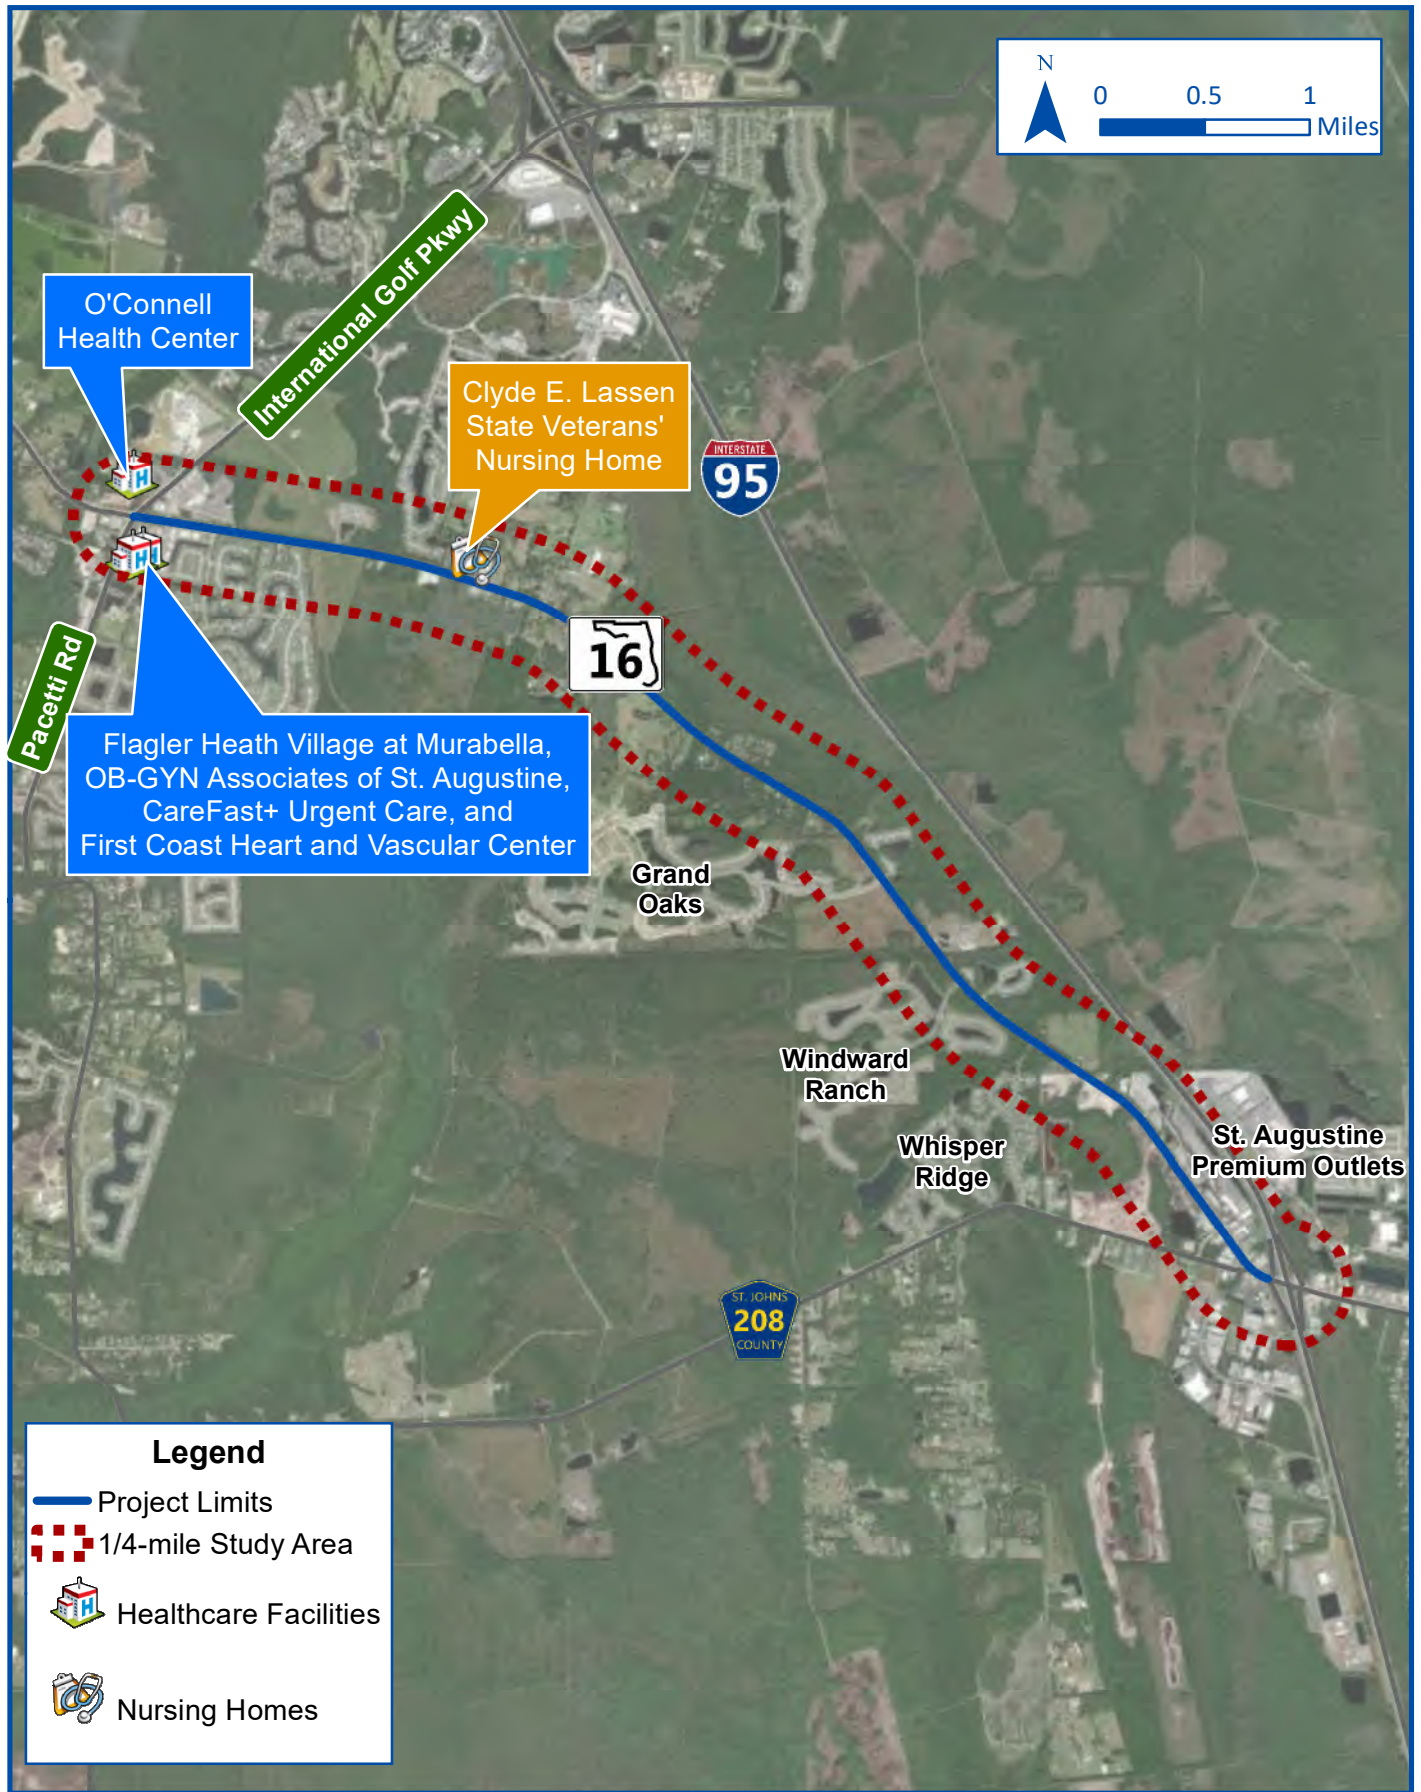 N
0 0.5 1
Miles
International Golf Pkwy
O'Connell
Health Center
Clyde E. Lassen
State Veterans'
Nursing Home
INTERSTATE
95
16
Pacetti Rd
Flagler Heath Village at Murabella,
OB-GYN Associates of St. Augustine,
CareFast+ Urgent Care, and
First Coast Heart and Vascular Center
Grand
Oaks
Windward
Ranch
Whisper
Ridge
St. Augustine
Premium Outlets
ST. JOHNS
208
COUNTY
Legend
Project Limits
1/4-mile Study Area
H Healthcare Facilities
Nursing Homes